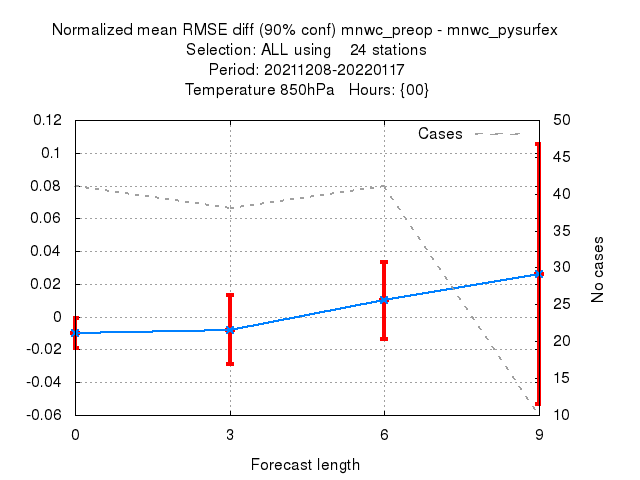 Normalized mean RMSE diff (90% conf) mnwc_preop - mnwc_pysurfex
Selection: ALL using    24 stations
Period: 20211208-20220117
Temperature 850hPa   Hours: {00}
Cases
0.12
0.1
0.08
0.06
0.04
0.02
0
-0.02
-0.04
-0.06
50
45
40
35
30
25
20
15
10
No cases
0 3 6 9
Forecast length